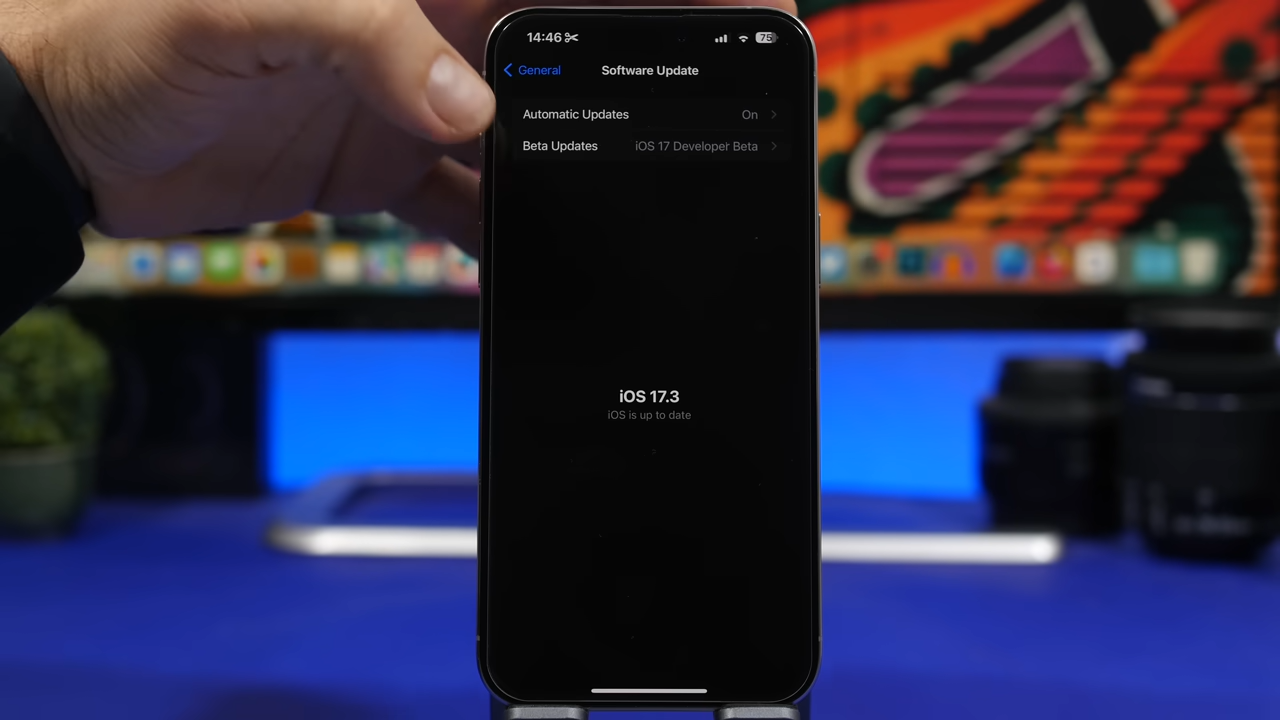 14:46 75
General Software Update
Automatic Updates On
Beta Updates iOS 17 Developer Beta
iOS 17.3
iOS is up to date